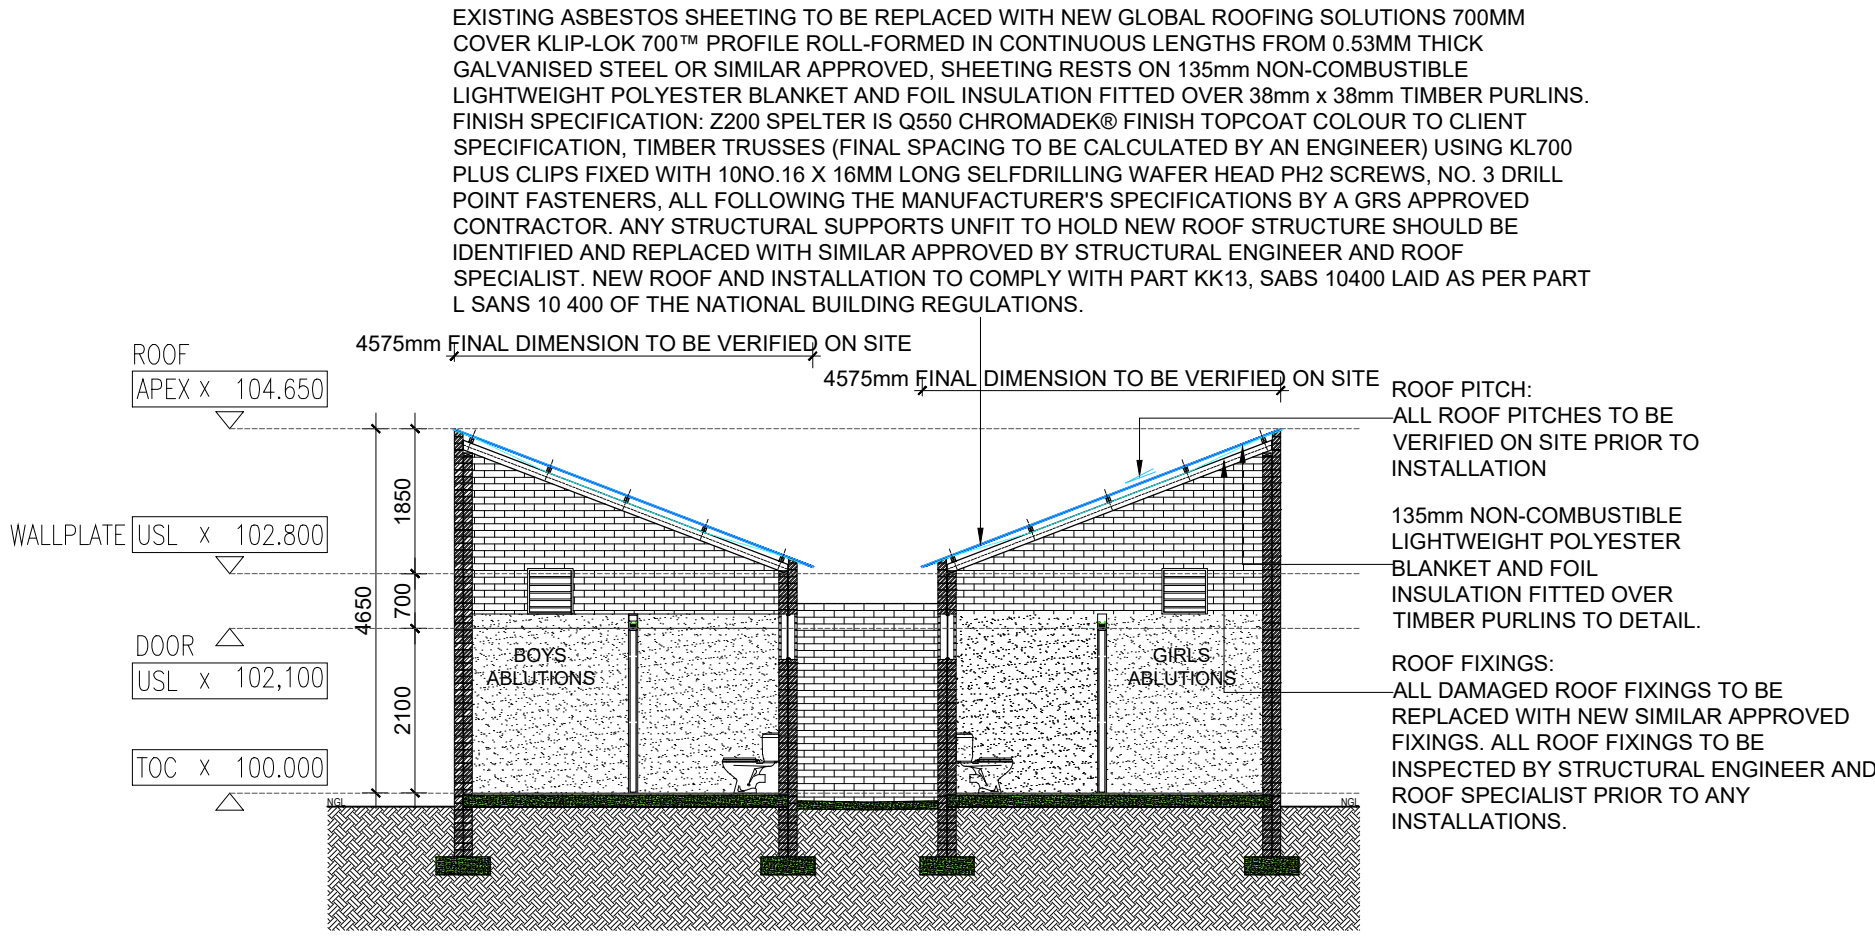 EXISTING ASBESTOS SHEETING TO BE REPLACED WITH NEW GLOBAL ROOFING SOLUTIONS 700MM
COVER KLIP-LOK 700™ PROFILE ROLL-FORMED IN CONTINUOUS LENGTHS FROM 0.53MM THICK
GALVANISED STEEL OR SIMILAR APPROVED, SHEETING RESTS ON 135mm NON-COMBUSTIBLE
LIGHTWEIGHT POLYESTER BLANKET AND FOIL INSULATION FITTED OVER 38mm x 38mm TIMBER PURLINS.
FINISH SPECIFICATION: Z200 SPELTER IS Q550 CHROMADEK® FINISH TOPCOAT COLOUR TO CLIENT
SPECIFICATION, TIMBER TRUSSES (FINAL SPACING TO BE CALCULATED BY AN ENGINEER) USING KL700
PLUS CLIPS FIXED WITH 10NO.16 X 16MM LONG SELFDRILLING WAFER HEAD PH2 SCREWS, NO. 3 DRILL
POINT FASTENERS, ALL FOLLOWING THE MANUFACTURER'S SPECIFICATIONS BY A GRS APPROVED
CONTRACTOR. ANY STRUCTURAL SUPPORTS UNFIT TO HOLD NEW ROOF STRUCTURE SHOULD BE
IDENTIFIED AND REPLACED WITH SIMILAR APPROVED BY STRUCTURAL ENGINEER AND ROOF
SPECIALIST. NEW ROOF AND INSTALLATION TO COMPLY WITH PART KK13, SABS 10400 LAID AS PER PART
L SANS 10 400 OF THE NATIONAL BUILDING REGULATIONS.
4575mm FINAL DIMENSION TO BE VERIFIED ON SITE
4575mm FINAL DIMENSION TO BE VERIFIED ON SITE
ROOF
APEX X 104.650
WALLPLATE USL X 102.800
DOOR
USL X 102,100
TOC X 100.000
4650
1850
700
2100
BOYS
ABLUTIONS
GIRLS
ABLUTIONS
NGL
NGL
ROOF PITCH:
ALL ROOF PITCHES TO BE
VERIFIED ON SITE PRIOR TO
INSTALLATION
135mm NON-COMBUSTIBLE
LIGHTWEIGHT POLYESTER
BLANKET AND FOIL
INSULATION FITTED OVER
TIMBER PURLINS TO DETAIL.
ROOF FIXINGS:
ALL DAMAGED ROOF FIXINGS TO BE
REPLACED WITH NEW SIMILAR APPROVED
FIXINGS. ALL ROOF FIXINGS TO BE
INSPECTED BY STRUCTURAL ENGINEER AND
ROOF SPECIALIST PRIOR TO ANY
INSTALLATIONS.